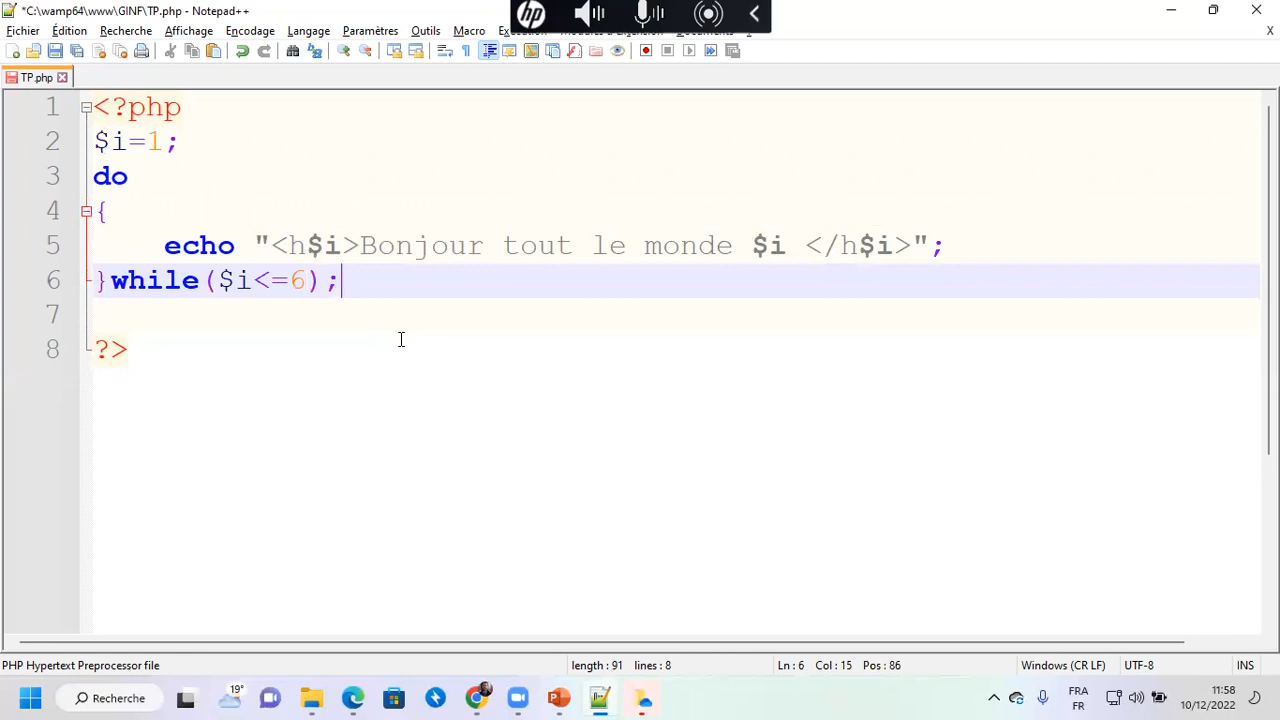 *C:\wamp64\www\GINF\TP.php - Notepad++
hp
Fichier Édition Recherche Affichage Encodage Langage Paramètres Outils Macro
X
TP.php
1 <?php
2 $i=1;
3 do
4 {
5 echo "<h$i>Bonjour tout le monde $i </h$i>";
6 }while($i<=6);
7
8 ?>
PHP Hypertext Preprocessor file length : 91 lines : 8 Ln : 6 Col : 15 Pos : 86 Windows (CR LF) UTF-8 INS
Recherche 19° FRA FR 11:58 10/12/2022